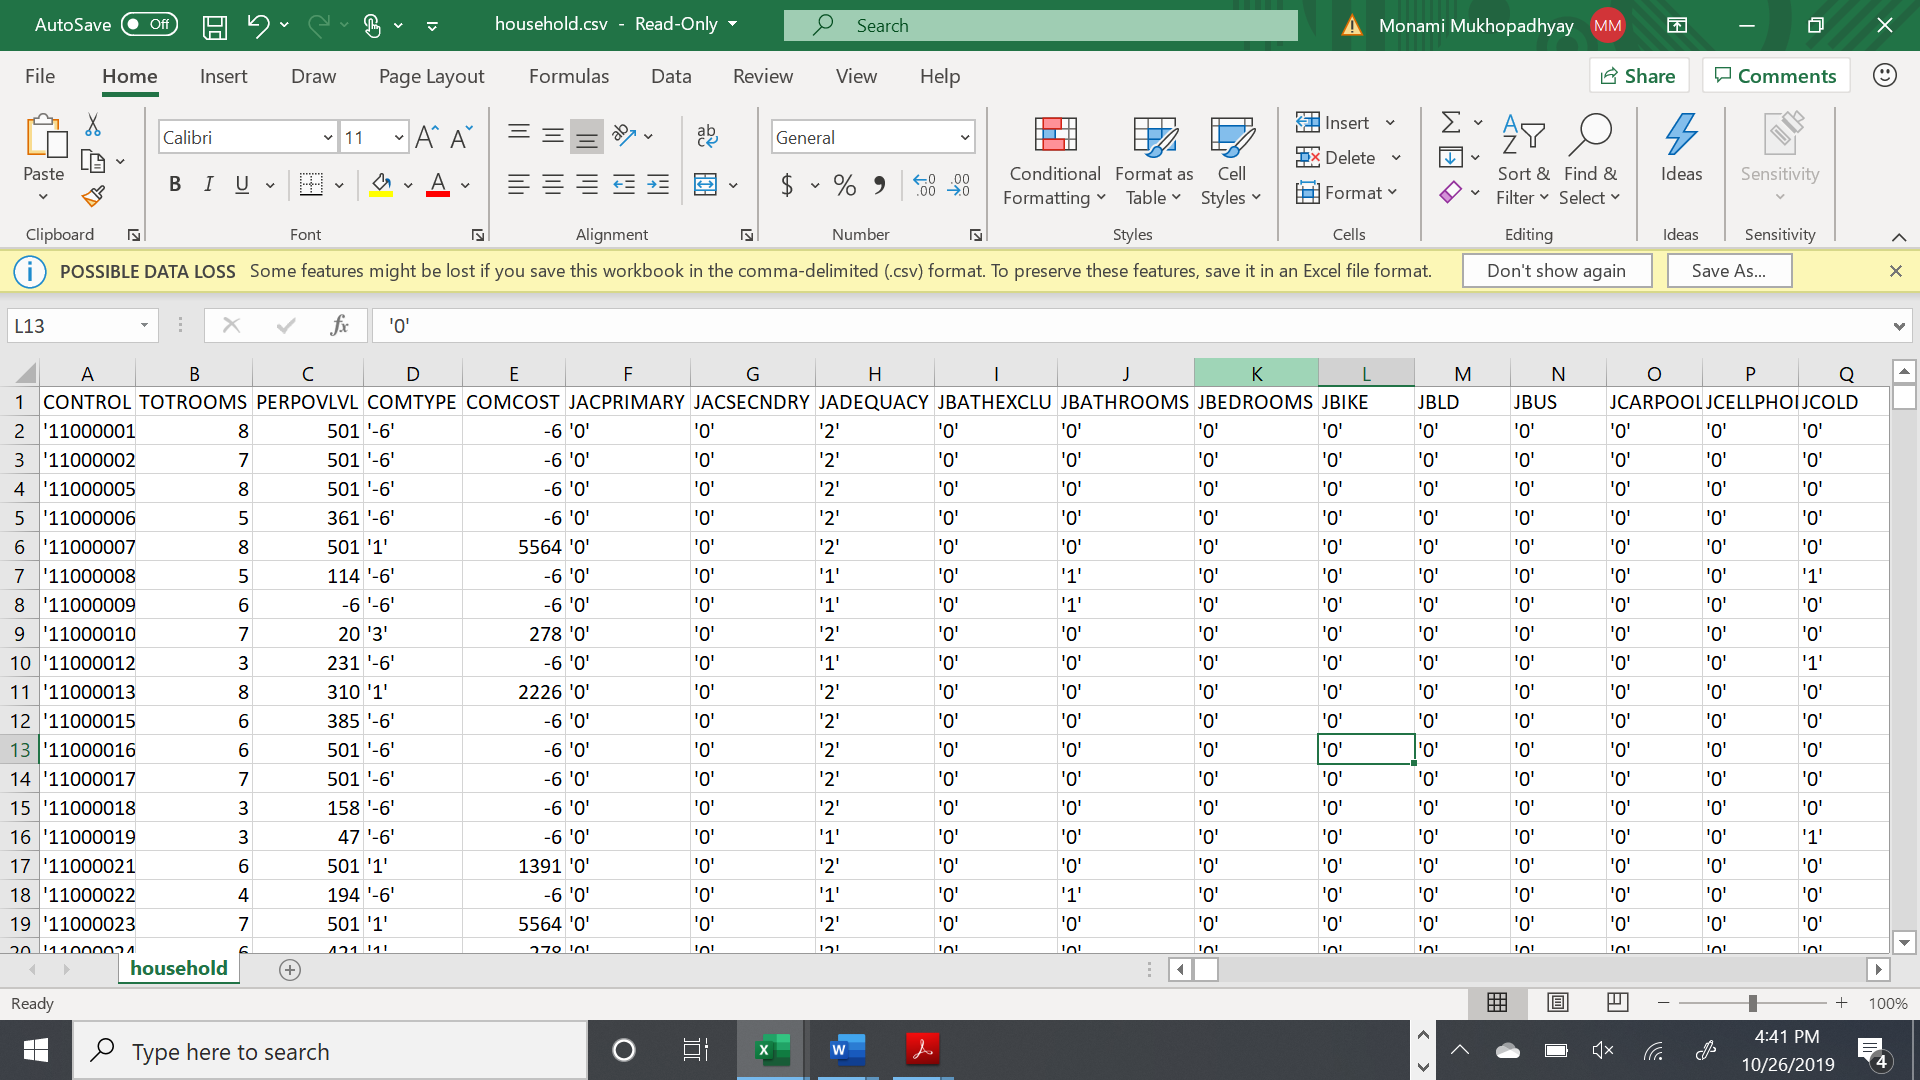 AutoSave Off household.csv - Read-Only Search Monami Mukhopadhyay MM
File Home Insert Draw Page Layout Formulas Data Review View Help Share Comments
Calibri 11 General
Paste B I U $ % Conditional Formatting Format as Table Cell Styles Insert Delete Format Sort & Filter Find & Select Ideas Sensitivity
Clipboard Font Alignment Number Styles Cells Editing Ideas Sensitivity
POSSIBLE DATA LOSS Some features might be lost if you save this workbook in the comma-delimited (.csv) format. To preserve these features, save it in an Excel file format. Don't show again Save As...
L13 fx '0'
A B C D E F G H I J K L M N O P Q
1 CONTROL TOTROOMS PERPOVLVL COMTYPE COMCOST JACPRIMARY JACSECNDRY JADEQUACY JBATHEXCLU JBATHROOMS JBEDROOMS JBIKE JBLD JBUS JCARPOOL JCELLPHO JCOLD
2 '11000001 8 501 '-6' -6 '0' '0' '2' '0' '0' '0' '0' '0' '0' '0' '0' '0'
3 '11000002 7 501 '-6' -6 '0' '0' '2' '0' '0' '0' '0' '0' '0' '0' '0' '0'
4 '11000005 8 501 '-6' -6 '0' '0' '2' '0' '0' '0' '0' '0' '0' '0' '0' '0'
5 '11000006 5 361 '-6' -6 '0' '0' '2' '0' '0' '0' '0' '0' '0' '0' '0' '0'
6 '11000007 8 501 '1' 5564 '0' '0' '2' '0' '0' '0' '0' '0' '0' '0' '0' '0'
7 '11000008 5 114 '-6' -6 '0' '0' '1' '0' '1' '0' '0' '0' '0' '0' '0' '1'
8 '11000009 6 -6 '-6' -6 '0' '0' '1' '0' '1' '0' '0' '0' '0' '0' '0' '0'
9 '11000010 7 20 '3' 278 '0' '0' '2' '0' '0' '0' '0' '0' '0' '0' '0' '0'
10 '11000012 3 231 '-6' -6 '0' '0' '1' '0' '0' '0' '0' '0' '0' '0' '0' '1'
11 '11000013 8 310 '1' 2226 '0' '0' '2' '0' '0' '0' '0' '0' '0' '0' '0' '0'
12 '11000015 6 385 '-6' -6 '0' '0' '2' '0' '0' '0' '0' '0' '0' '0' '0' '0'
13 '11000016 6 501 '-6' -6 '0' '0' '2' '0' '0' '0' '0' '0' '0' '0' '0' '0'
14 '11000017 7 501 '-6' -6 '0' '0' '2' '0' '0' '0' '0' '0' '0' '0' '0' '0'
15 '11000018 3 158 '-6' -6 '0' '0' '2' '0' '0' '0' '0' '0' '0' '0' '0' '0'
16 '11000019 3 47 '-6' -6 '0' '0' '1' '0' '0' '0' '0' '0' '0' '0' '0' '1'
17 '11000021 6 501 '1' 1391 '0' '0' '2' '0' '0' '0' '0' '0' '0' '0' '0' '0'
18 '11000022 4 194 '-6' -6 '0' '0' '1' '0' '1' '0' '0' '0' '0' '0' '0' '0'
19 '11000023 7 501 '1' 5564 '0' '0' '2' '0' '0' '0' '0' '0' '0' '0' '0' '0'
20 '11000024 6 421 '1' 278 '0' '0' '2' '0' '0' '0' '0' '0' '0' '0' '0' '0'
household
Ready 100%
Type here to search 4:41 PM
10/26/2019 4